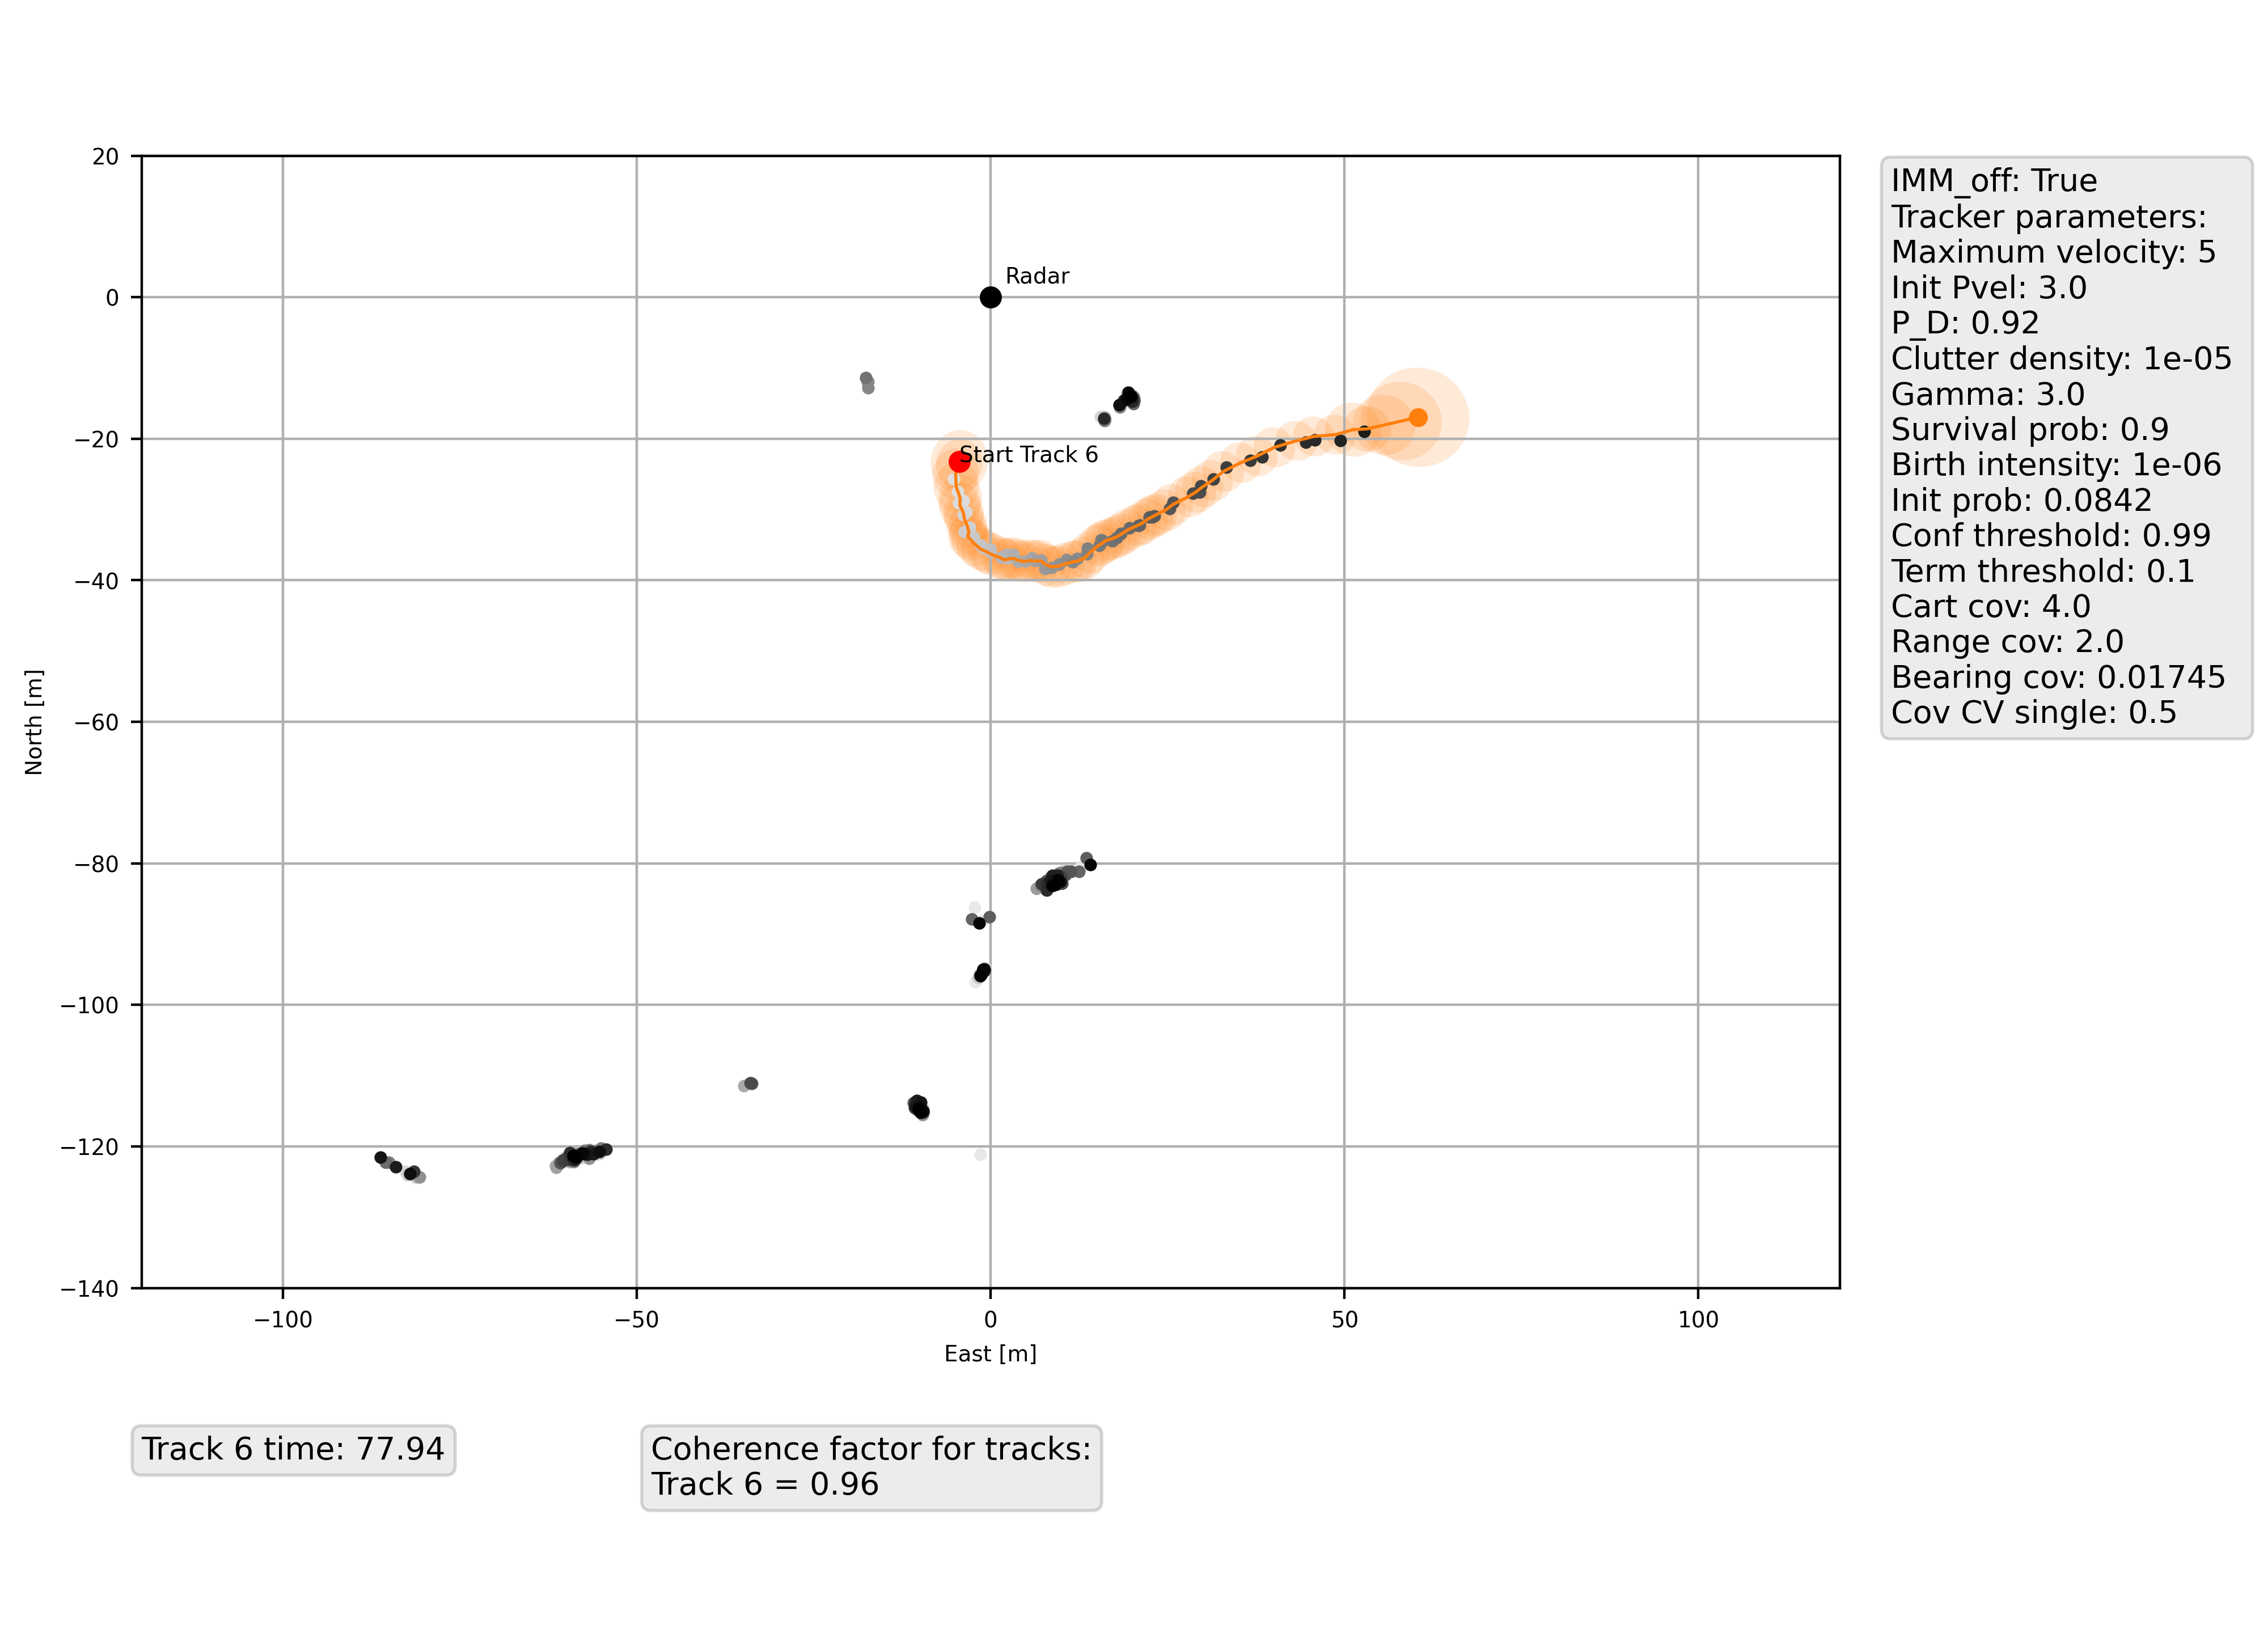 20
0
−20
−40
−60
−80
−100
−120
−140
North [m]
−100
−50
0
50
100
East [m]
Radar
Start Track 6
IMM_off: True
Tracker parameters:
Maximum velocity: 5
Init Pvel: 3.0
P_D: 0.92
Clutter density: 1e-05
Gamma: 3.0
Survival prob: 0.9
Birth intensity: 1e-06
Init prob: 0.0842
Conf threshold: 0.99
Term threshold: 0.1
Cart cov: 4.0
Range cov: 2.0
Bearing cov: 0.01745
Cov CV single: 0.5
Track 6 time: 77.94
Coherence factor for tracks:
Track 6 = 0.96